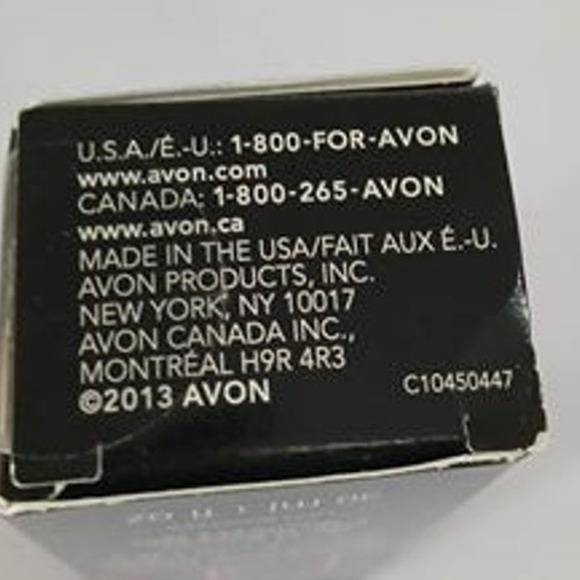 U.S.A./É.-U.: 1-800-FOR-AVON
www.avon.com
CANADA: 1-800-265-AVON
www.avon.ca
MADE IN THE USA/FAIT AUX É.-U.
AVON PRODUCTS, INC.
NEW YORK, NY 10017
AVON CANADA INC.,
MONTRÉAL H9R 4R3
©2013 AVON
C10450447